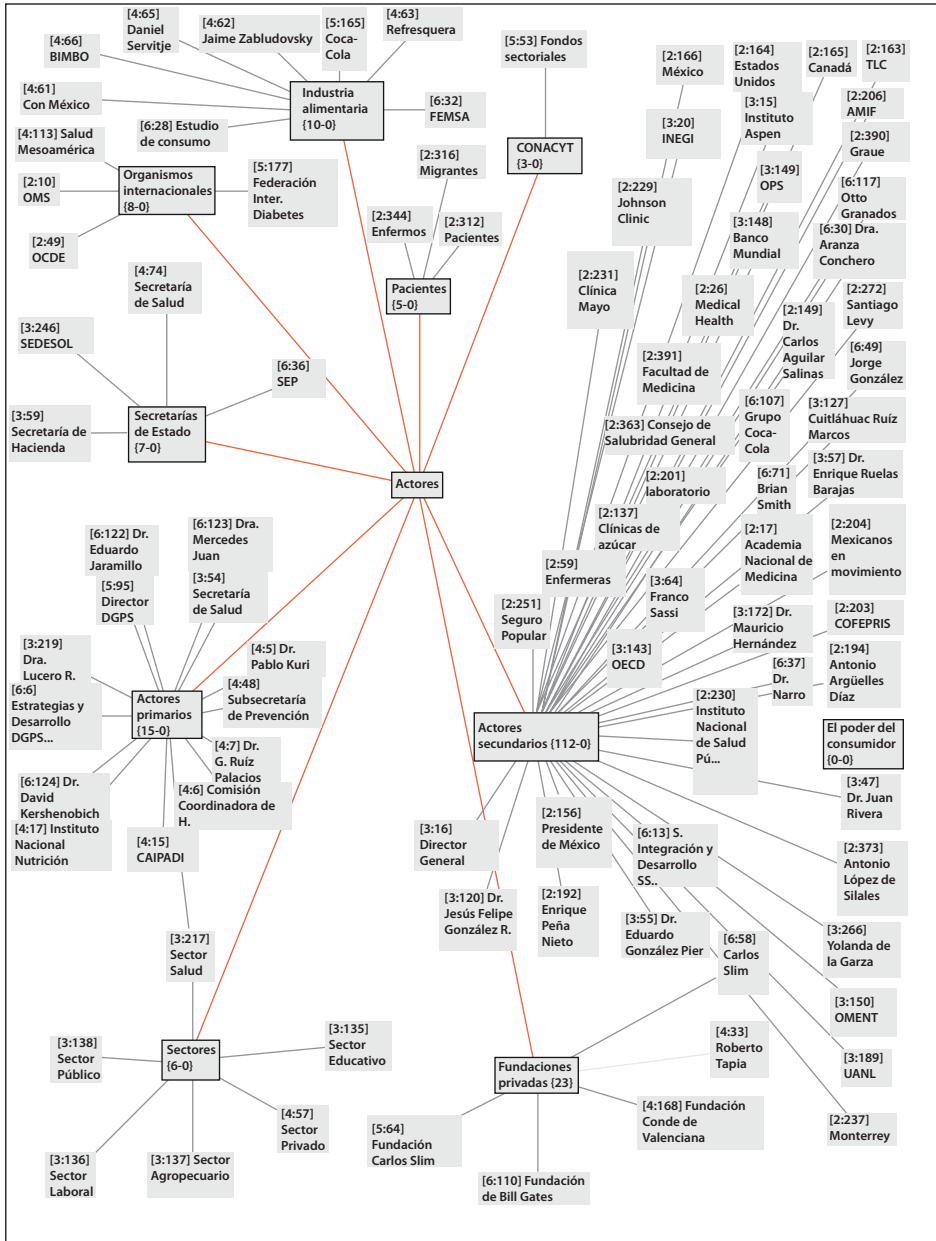 [4:65]
Daniel
Servitje
[4:62]
Jaime Zabludovsky
[5:165]
Coca-
Cola
[4:63]
Refresquera
[4:66]
BIMBO
[4:61]
Con México
Industria
alimentaria
{10-0}
[6:32]
FEMSA
[6:28] Estudio
de consumo
[5:53] Fondos
sectoriales
CONACYT
{3-0}
[4:113] Salud
Mesoamérica
[2:10]
OMS
[2:49]
OCDE
Organismos
internacionales
{8-0}
[5:177]
Federación
Inter.
Diabetes
[2:316]
Migrantes
[2:344]
Enfermos
[2:312]
Pacientes
Pacientes
{5-0}
[4:74]
Secretaría
de Salud
[3:246]
SEDESOL
[6:36]
SEP
[3:59]
Secretaría de
Hacienda
Secretarías
de Estado
{7-0}
Actores
[2:166]
México
[2:164]
Estados
Unidos
[2:165]
Canadá
[2:163]
TLC
[3:20]
INEGI
[3:15]
Instituto
Aspen
[2:206]
AMIF
[2:390]
Graue
[3:149]
OPS
[2:229]
Johnson
Clinic
[6:117]
Otto
Granados
[3:148]
Banco
Mundial
[6:30] Dra.
Aranza
Conchero
[2:231]
Clínica
Mayo
[2:26]
Medical
Health
[2:149]
Dr.
Carlos
Aguilar
Salinas
[2:272]
Santiago
Levy
[2:391]
Facultad de
Medicina
[6:49]
Jorge
González
[6:107]
Grupo
Coca-
Cola
[3:127]
Cuitláhuac Ruíz
Marcos
[2:363] Consejo de
Salubridad General
[3:57] Dr.
Enrique Ruelas
Barajas
[2:201]
laboratorio
[6:71]
Brian
Smith
[2:137]
Clínicas de
azúcar
[2:17]
Academia
Nacional de
Medicina
[2:204]
Mexicanos
en
movimiento
[2:59]
Enfermeras
[3:64]
Franco
Sassi
[2:251]
Seguro
Popular
[3:172] Dr.
Mauricio
Hernández
[2:203]
COFEPRIS
[3:143]
OECD
[6:37]
Dr.
Narro
[2:194]
Antonio
Argüelles
Díaz
[2:230]
Instituto
Nacional
de Salud
Pú...
Actores
secundarios {112-0}
El poder del
consumidor
{0-0}
[6:122] Dr.
Eduardo
Jaramillo
[6:123] Dra.
Mercedes
Juan
[5:95]
Director
DGPS
[3:54]
Secretaría
de Salud
[3:219]
Dra.
Lucero R.
[4:5] Dr.
Pablo Kuri
[6:6]
Estrategias y
Desarrollo
DGPS...
Actores
primarios
{15-0}
[4:48]
Subsecretaría
de Prevención
[4:7] Dr.
G. Ruíz
Palacios
[6:124] Dr.
David
Kershenobich
[4:6] Comisión
Coordinadora de
H.
[4:17] Instituto
Nacional
Nutrición
[4:15]
CAIPADI
[3:47]
Dr. Juan
Rivera
[3:16]
Director
General
[2:156]
Presidente
de México
[6:13] S.
Integración y
Desarrollo
SS..
[2:373]
Antonio
López de
Silales
[3:120] Dr.
Jesús Felipe
González R.
[2:192]
Enrique
Peña
Nieto
[3:55] Dr.
Eduardo
González Pier
[6:58]
Carlos
Slim
[3:266]
Yolanda de
la Garza
[3:217]
Sector
Salud
[3:150]
OMENT
[3:138]
Sector
Público
Sectores
{6-0}
[3:135]
Sector
Educativo
Fundaciones
privadas {23}
[4:33]
Roberto
Tapia
[3:189]
UANL
[4:57]
Sector
Privado
[5:64]
Fundación
Carlos Slim
[4:168] Fundación
Conde de
Valenciana
[2:237]
Monterrey
[3:136]
Sector
Laboral
[3:137] Sector
Agropecuario
[6:110] Fundación
de Bill Gates